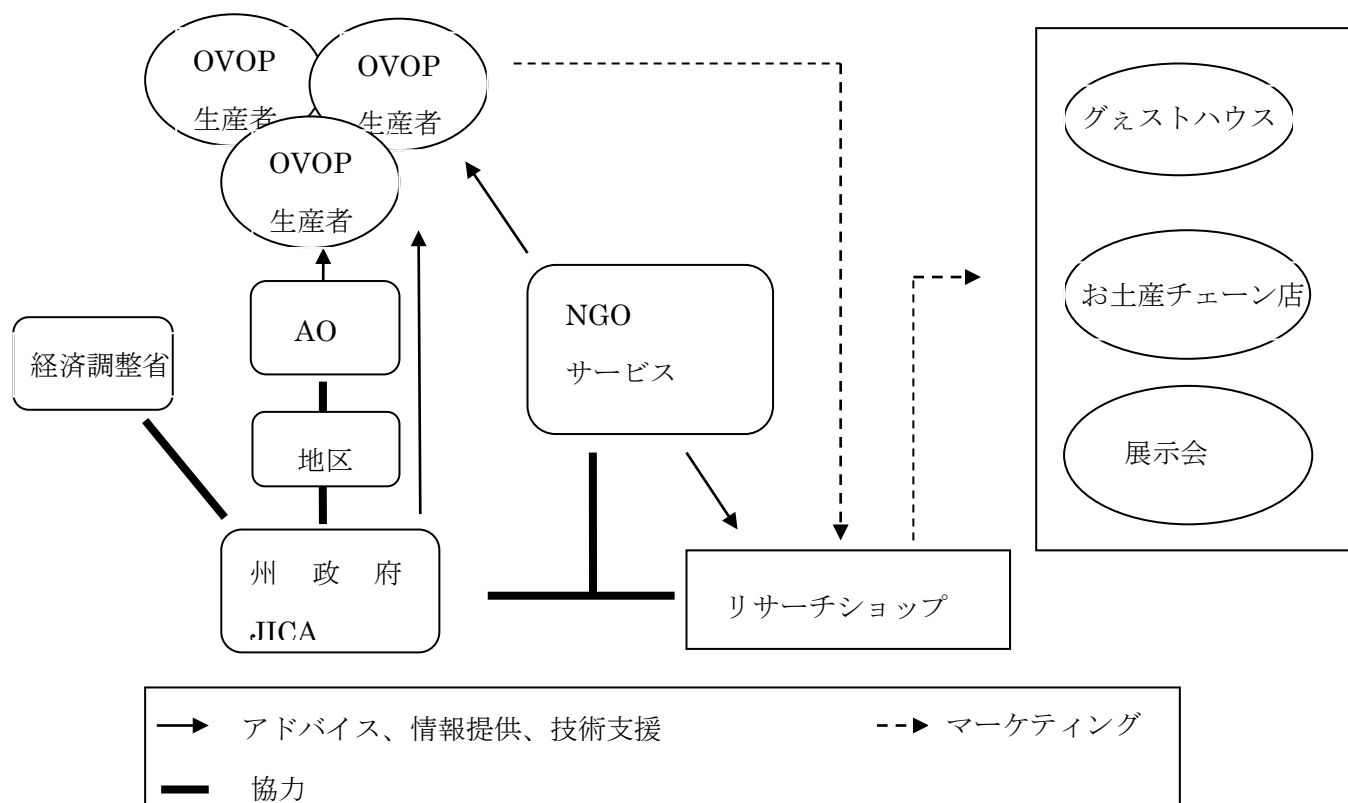 OVOP
生産者
OVOP
生産者
OVOP
生産者
グェストハウス
お土産チェーン店
展示会
NGO
サービス
AO
経済調整省
地区
州 政 府
JICA
リサーチショップ
アドバイス、情報提供、技術支援
マーケティング
協力